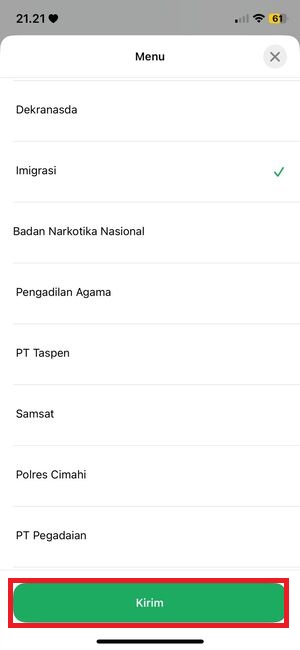 21.21
61
Menu
Dekranasda
Imigrasi
Badan Narkotika Nasional
Pengadilan Agama
PT Taspen
Samsat
Polres Cimahi
PT Pegadaian
Kirim